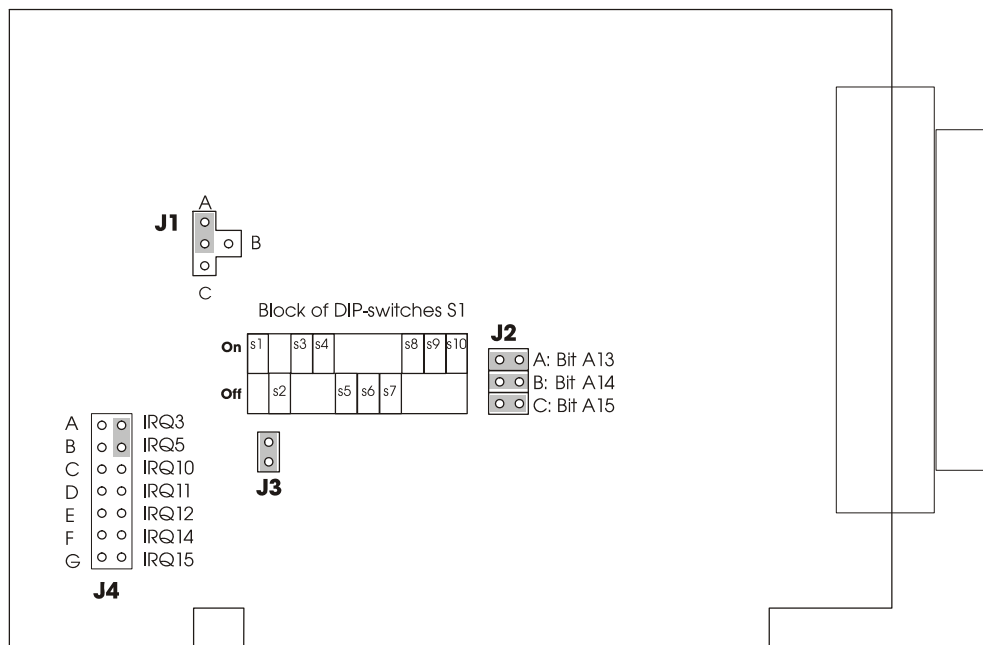 A
J1
B
C
Block of DIP-switches S1
On s1 s3 s4 s8 s9 s10
Off s2 s5 s6 s7
J2
A: Bit A13
B: Bit A14
C: Bit A15
J3
A IRQ3
B IRQ5
C IRQ10
D IRQ11
E IRQ12
F IRQ14
G IRQ15
J4